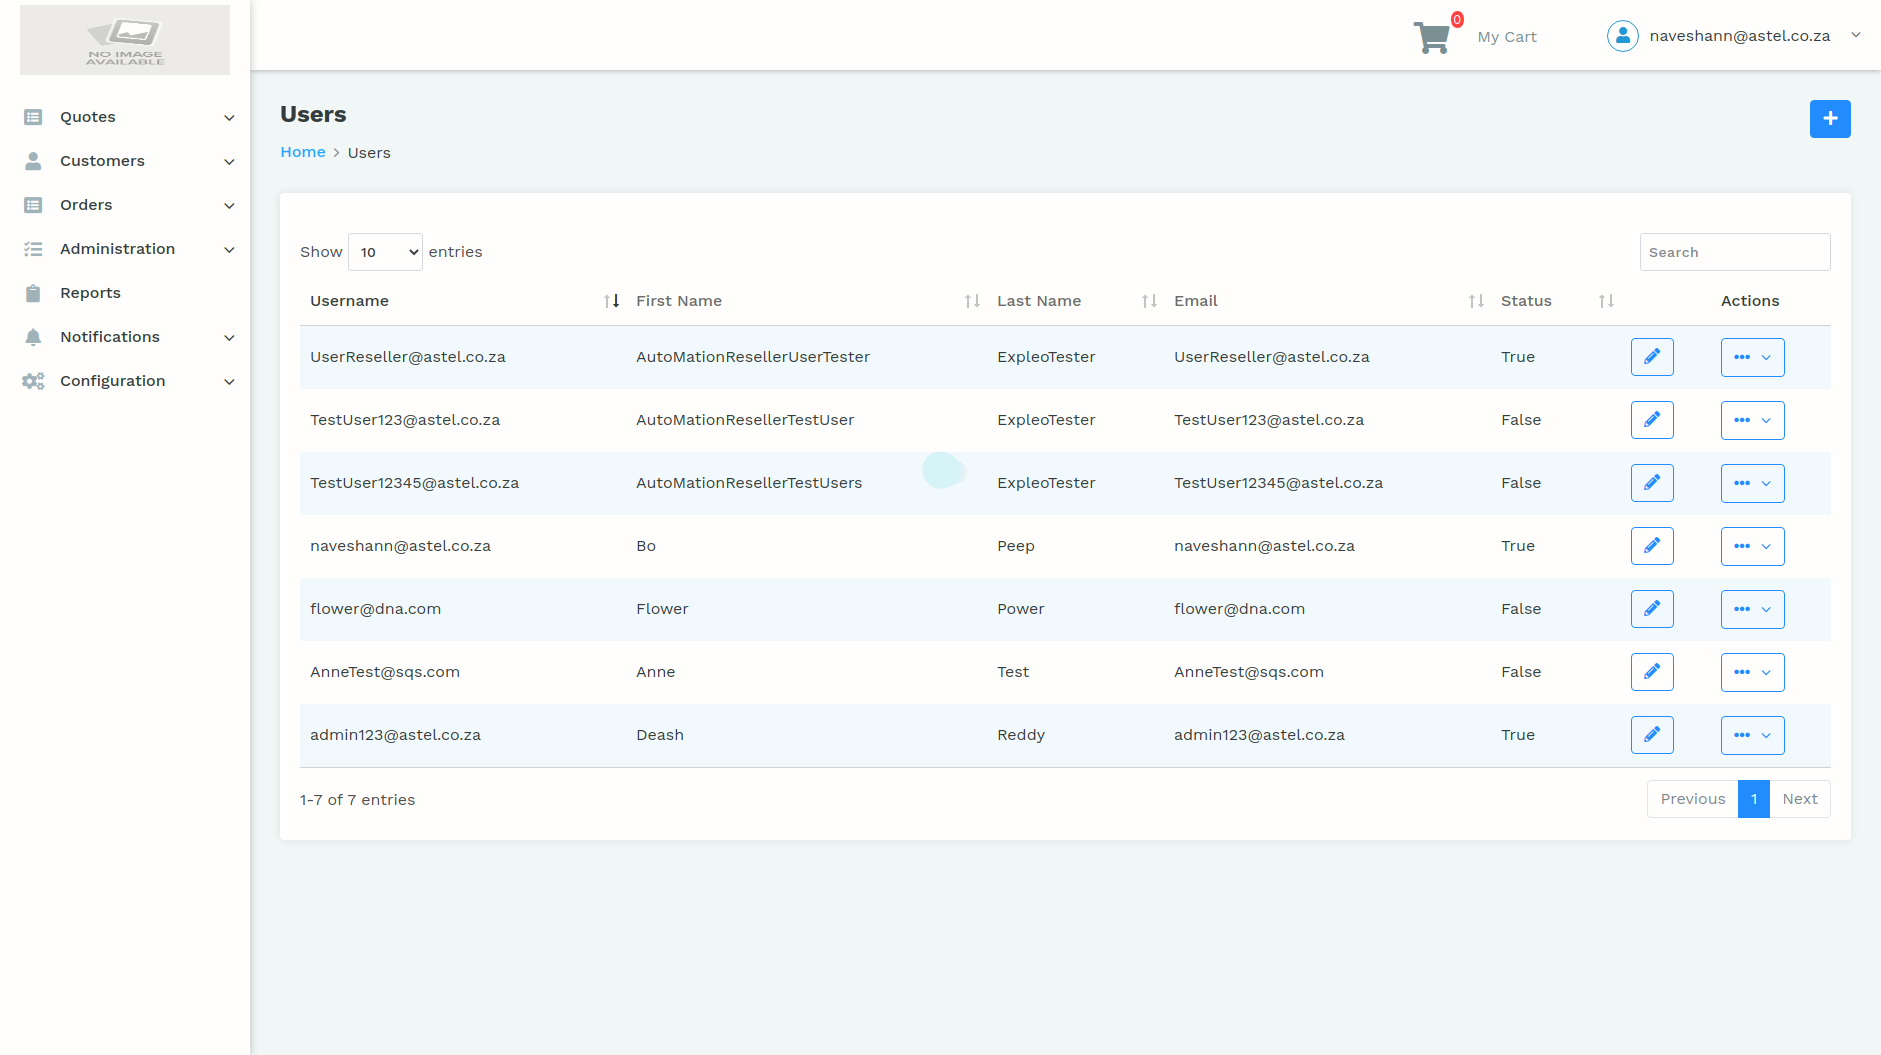 NO IMAGE
AVAILABLE
0
My Cart
naveshann@astel.co.za
Quotes
Customers
Orders
Administration
Reports
Notifications
Configuration
Users
Home > Users
Show 10 entries
Search
Username First Name Last Name Email Status Actions
UserReseller@astel.co.za AutoMationResellerUserTester ExpleoTester UserReseller@astel.co.za True
TestUser123@astel.co.za AutoMationResellerTestUser ExpleoTester TestUser123@astel.co.za False
TestUser12345@astel.co.za AutoMationResellerTestUsers ExpleoTester TestUser12345@astel.co.za False
naveshann@astel.co.za Bo Peep naveshann@astel.co.za True
flower@dna.com Flower Power flower@dna.com False
AnneTest@sqs.com Anne Test AnneTest@sqs.com False
admin123@astel.co.za Deash Reddy admin123@astel.co.za True
1-7 of 7 entries
Previous 1 Next